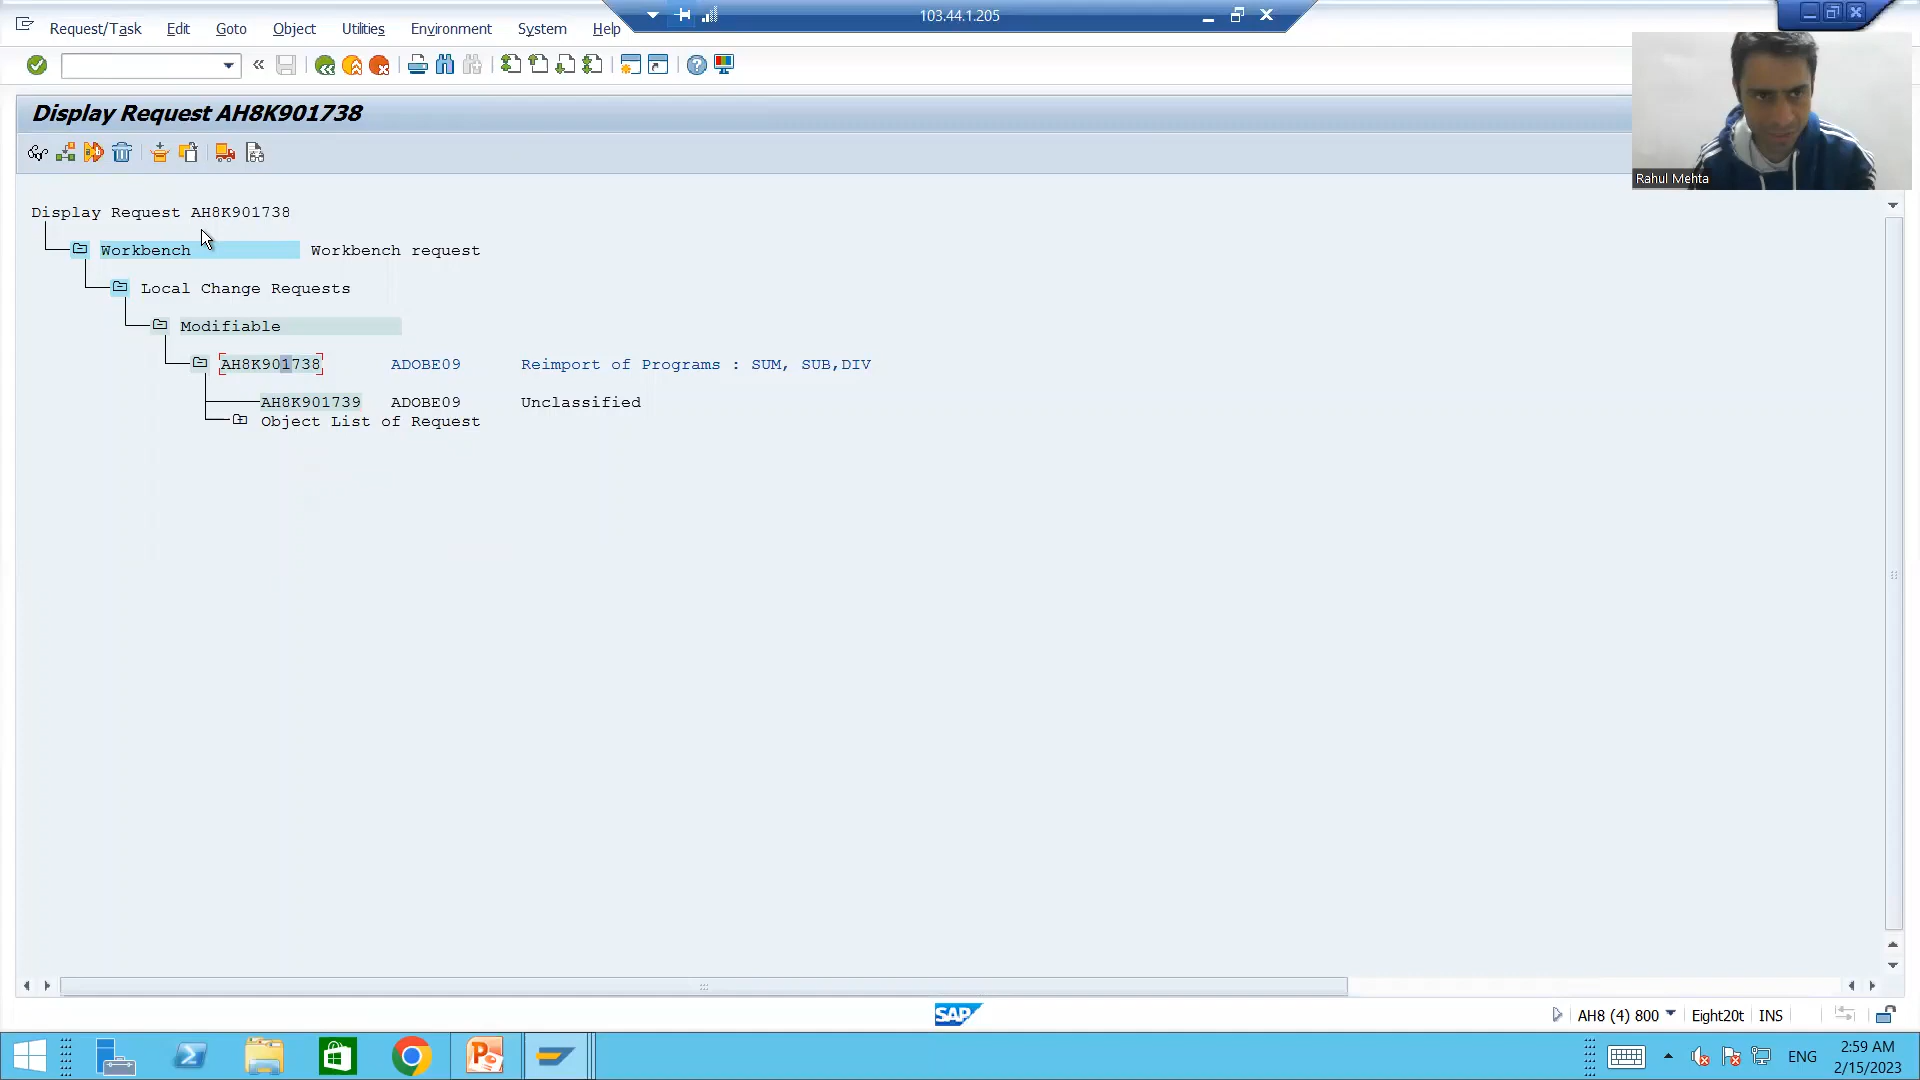 103.44.1.205
Request/Task Edit Goto Object Utilities Environment System Help
Rahul Mehta
Display Request AH8K901738
Display Request AH8K901738
Workbench Workbench request
Local Change Requests
Modifiable
AH8K901738 ADOBE09 Reimport of Programs : SUM, SUB,DIV
AH8K901739 ADOBE09 Unclassified
Object List of Request
SAP
AH8 (4) 800 Eight20t INS
ENG
2:59 AM
2/15/2023